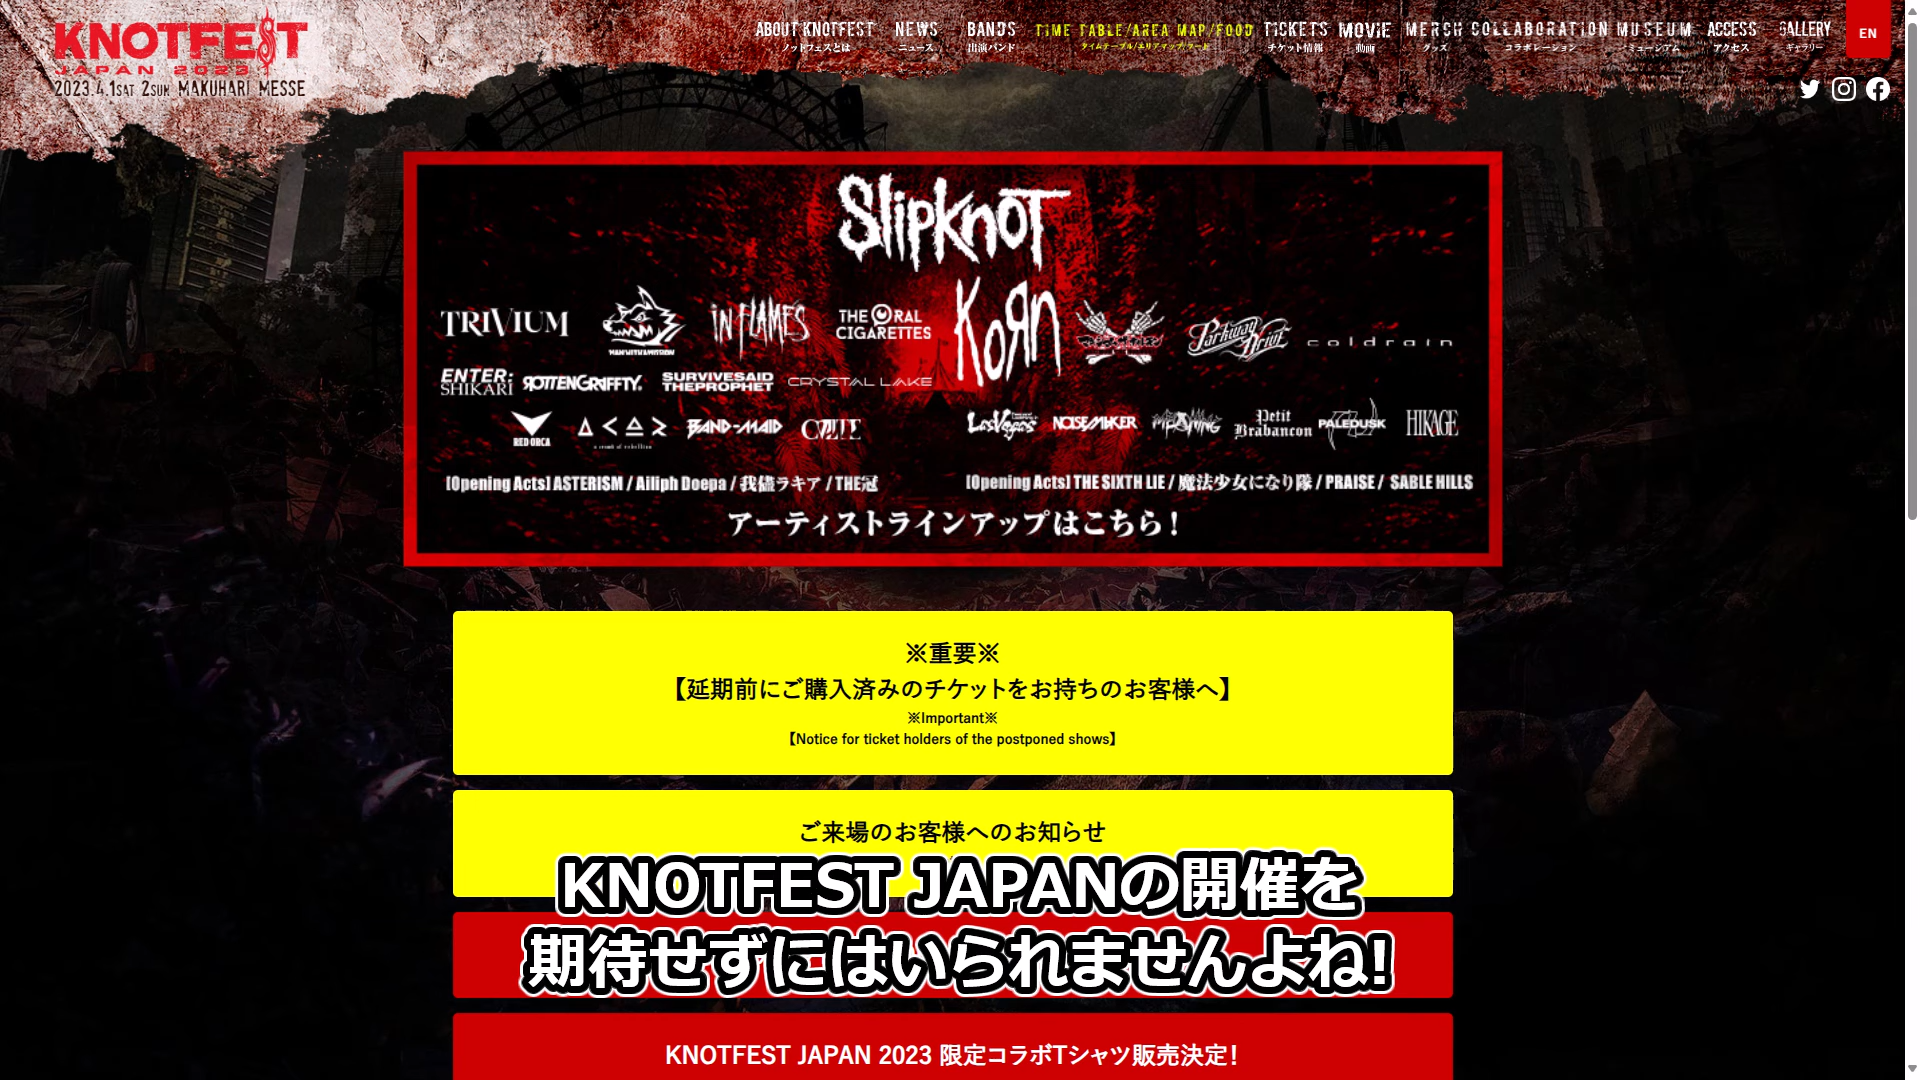 KNOTFEST
JAPAN 2023
2023.4.1SAT 2SUN MAKUHARI MESSE
ABOUT KNOTFEST NEWS BANDS TIME TABLE/AREA MAP/FOOD TICKETS MOVIE MERCH COLLABORATION MUSEUM ACCESS GALLERY EN
ノットフェスとは ニュース 出演バンド タイムテーブル/エリアマップ/フード チケット情報 動画 グッズ コラボレーション ミュージアム アクセス ギャラリー
SlipknoT
KoRn
TRIVIUM MAN WITH A MISSION IN FLAMES THE ORAL CIGARETTES
Parkway Drive coldrain
ENTER SHIKARI ROTTENGRAFFTY SURVIVE SAID THE PROPHET CRYSTAL LAKE
RED ORCA BAND-MAID
Fear, and Loathing in Las Vegas NOISEMAKER Petit Brabancon PALEDUSK HIKAGE
[Opening Acts] ASTERISM / Ailiph Doepa / 我儘ラキア / THE冠
[Opening Acts] THE SIXTH LIE / 魔法少女になり隊 / PRAISE / SABLE HILLS
アーティストラインアップはこちら！
※重要※
【延期前にご購入済みのチケットをお持ちのお客様へ】
※Important※
【Notice for ticket holders of the postponed shows】
ご来場のお客様へのお知らせ
KNOTFEST JAPANの開催を
期待せずにはいられませんよね!
KNOTFEST JAPAN 2023 限定コラボTシャツ販売決定！